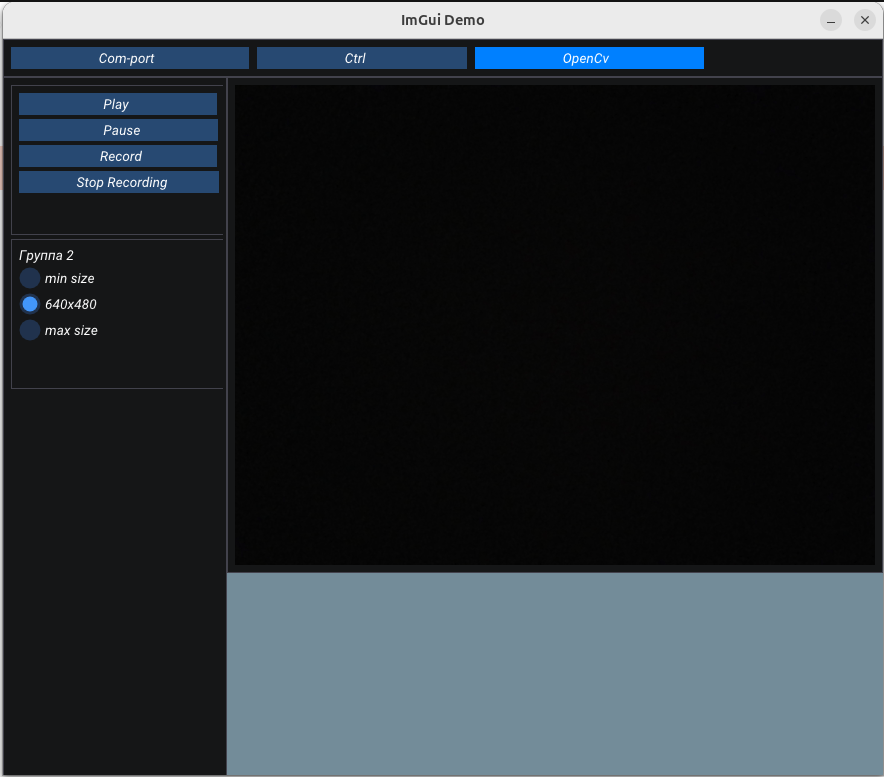 ImGui Demo
Com-port Ctrl OpenCv
Play
Pause
Record
Stop Recording
Группа 2
min size
640x480
max size